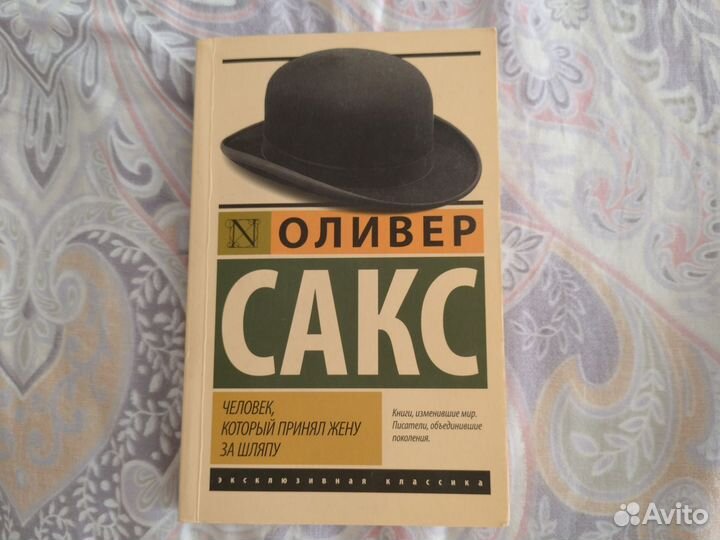 N ОЛИВЕР
САКС
ЧЕЛОВЕК,
КОТОРЫЙ ПРИНЯЛ ЖЕНУ
ЗА ШЛЯПУ
Книги, изменившие мир.
Писатели, объединившие
поколения.
эксклюзивная классика
Avito